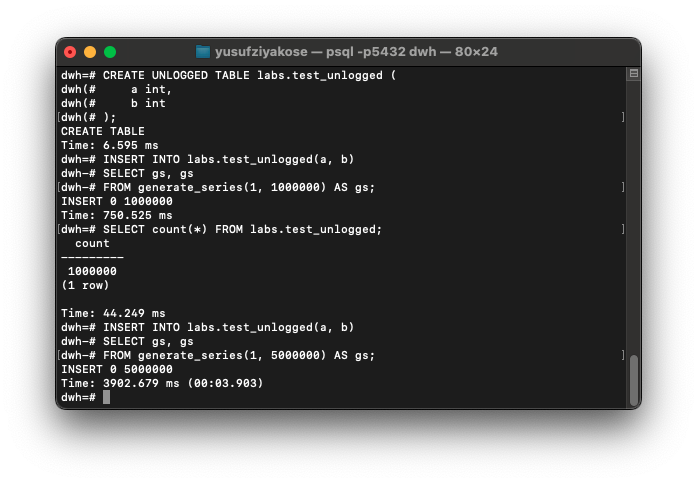 yusufziyakose — psql -p5432 dwh — 80×24
dwh=# CREATE UNLOGGED TABLE labs.test_unlogged (
dwh(#     a int,
dwh(#     b int
[dwh(# ); ]
CREATE TABLE
Time: 6.595 ms
dwh=# INSERT INTO labs.test_unlogged(a, b)
dwh-# SELECT gs, gs
[dwh-# FROM generate_series(1, 1000000) AS gs; ]
INSERT 0 1000000
Time: 750.525 ms
[dwh=# SELECT count(*) FROM labs.test_unlogged; ]
  count
---------
 1000000
(1 row)

Time: 44.249 ms
dwh=# INSERT INTO labs.test_unlogged(a, b)
dwh-# SELECT gs, gs
[dwh-# FROM generate_series(1, 5000000) AS gs; ]
INSERT 0 5000000
Time: 3902.679 ms (00:03.903)
dwh=#